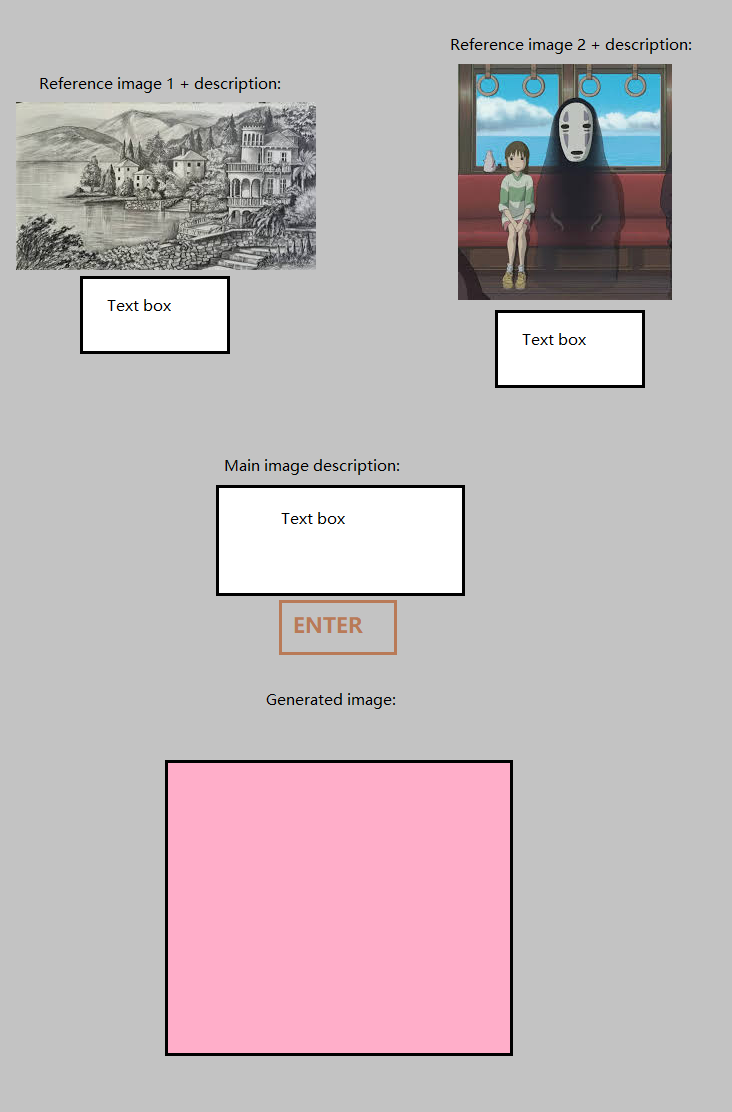 Reference image 1 + description:
Text box
Reference image 2 + description:
Text box
Main image description:
Text box
ENTER
Generated image: